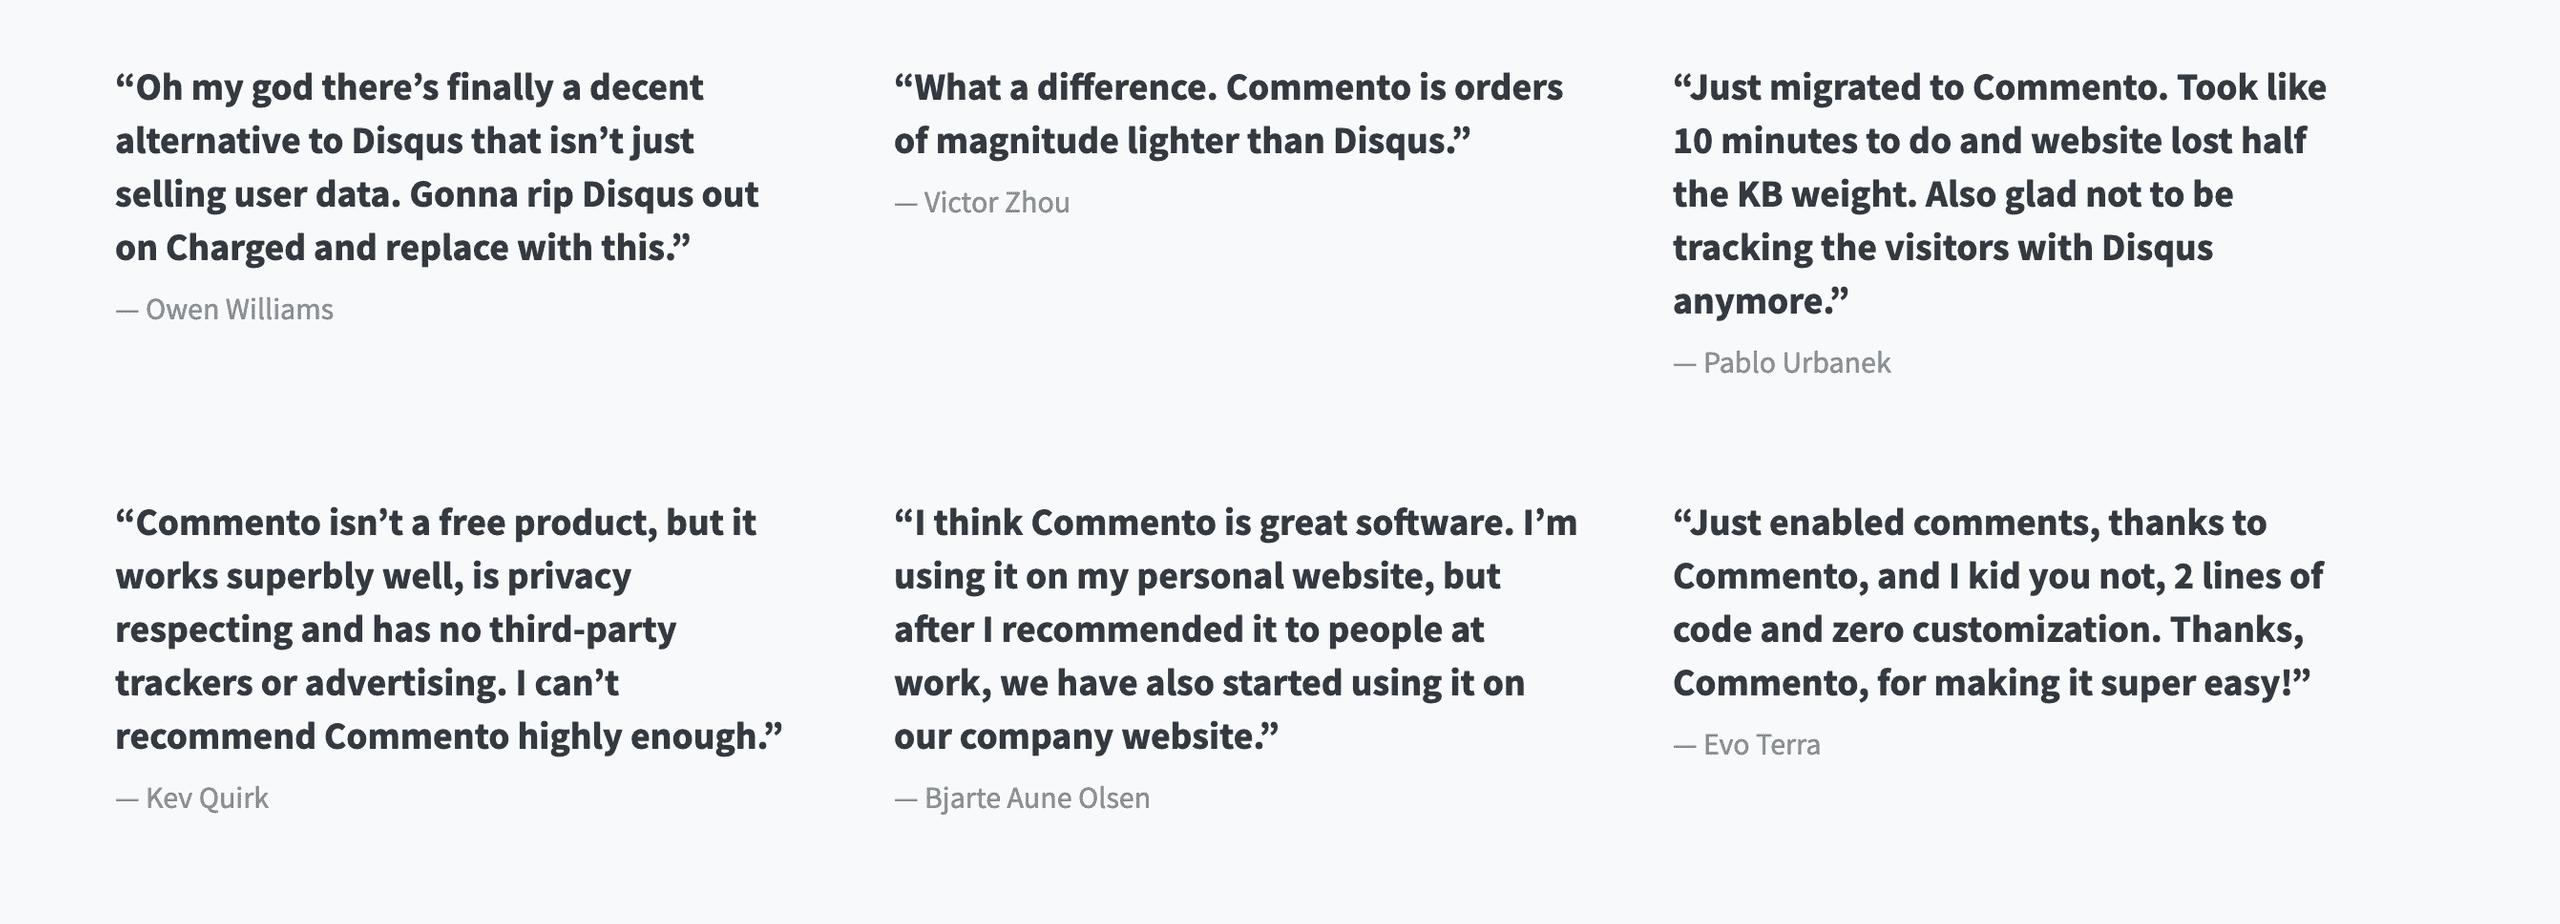 “Oh my god there’s finally a decent
alternative to Disqus that isn’t just
selling user data. Gonna rip Disqus out
on Charged and replace with this.”
— Owen Williams
“What a difference. Commento is orders
of magnitude lighter than Disqus.”
— Victor Zhou
“Just migrated to Commento. Took like
10 minutes to do and website lost half
the KB weight. Also glad not to be
tracking the visitors with Disqus
anymore.”
— Pablo Urbanek
“Commento isn’t a free product, but it
works superbly well, is privacy
respecting and has no third-party
trackers or advertising. I can’t
recommend Commento highly enough.”
— Kev Quirk
“I think Commento is great software. I’m
using it on my personal website, but
after I recommended it to people at
work, we have also started using it on
our company website.”
— Bjarte Aune Olsen
“Just enabled comments, thanks to
Commento, and I kid you not, 2 lines of
code and zero customization. Thanks,
Commento, for making it super easy!”
— Evo Terra